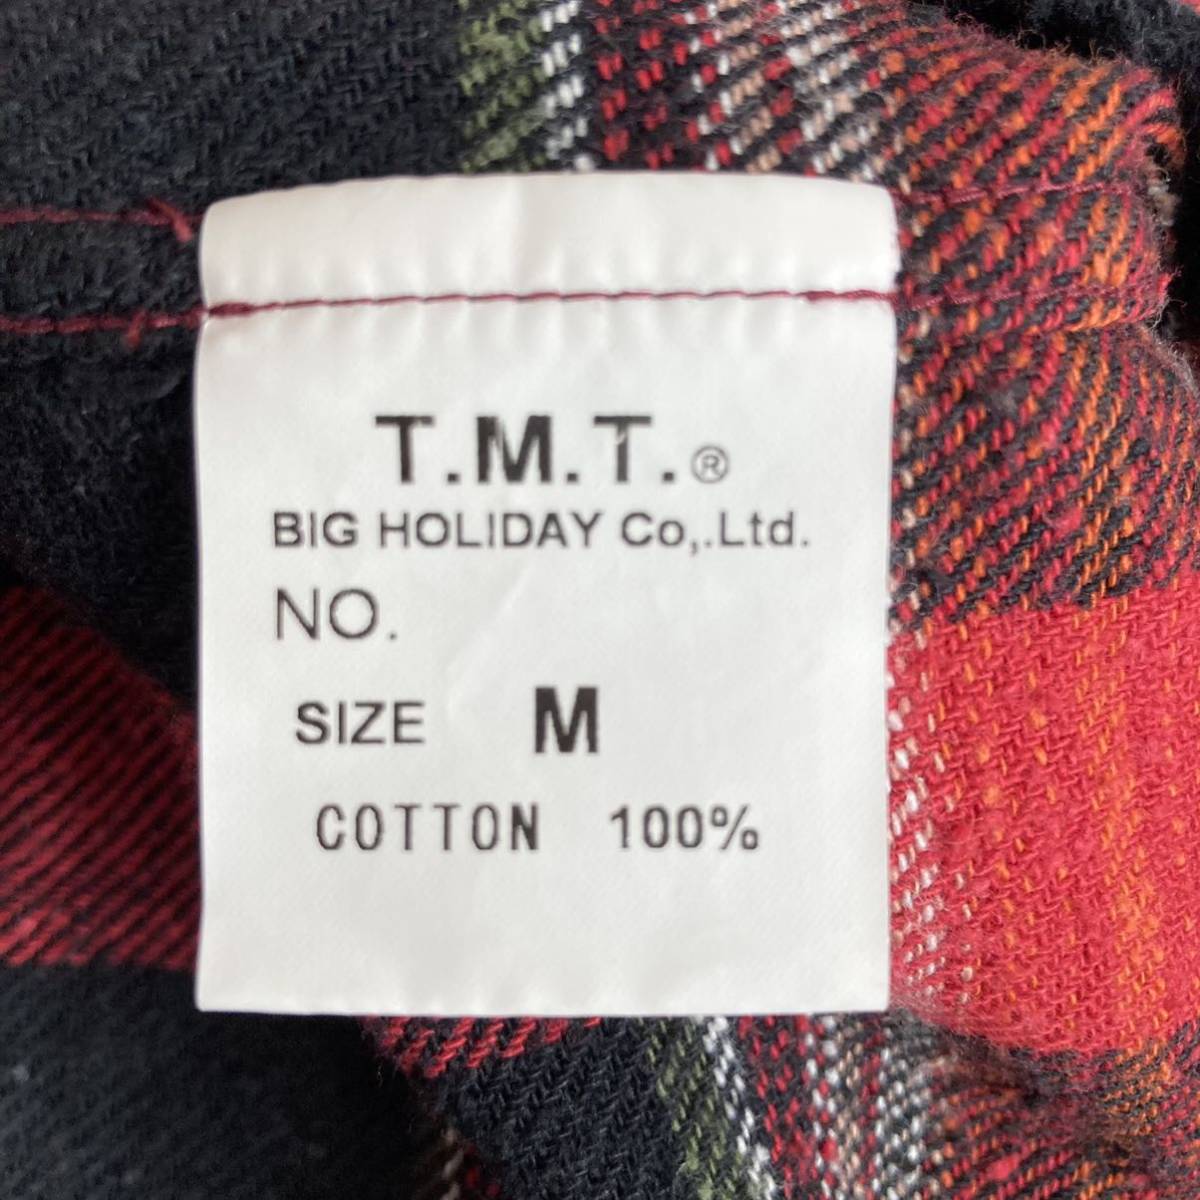 T.M.T.®
BIG HOLIDAY Co,.Ltd.
NO.
SIZE M
COTTON 100%